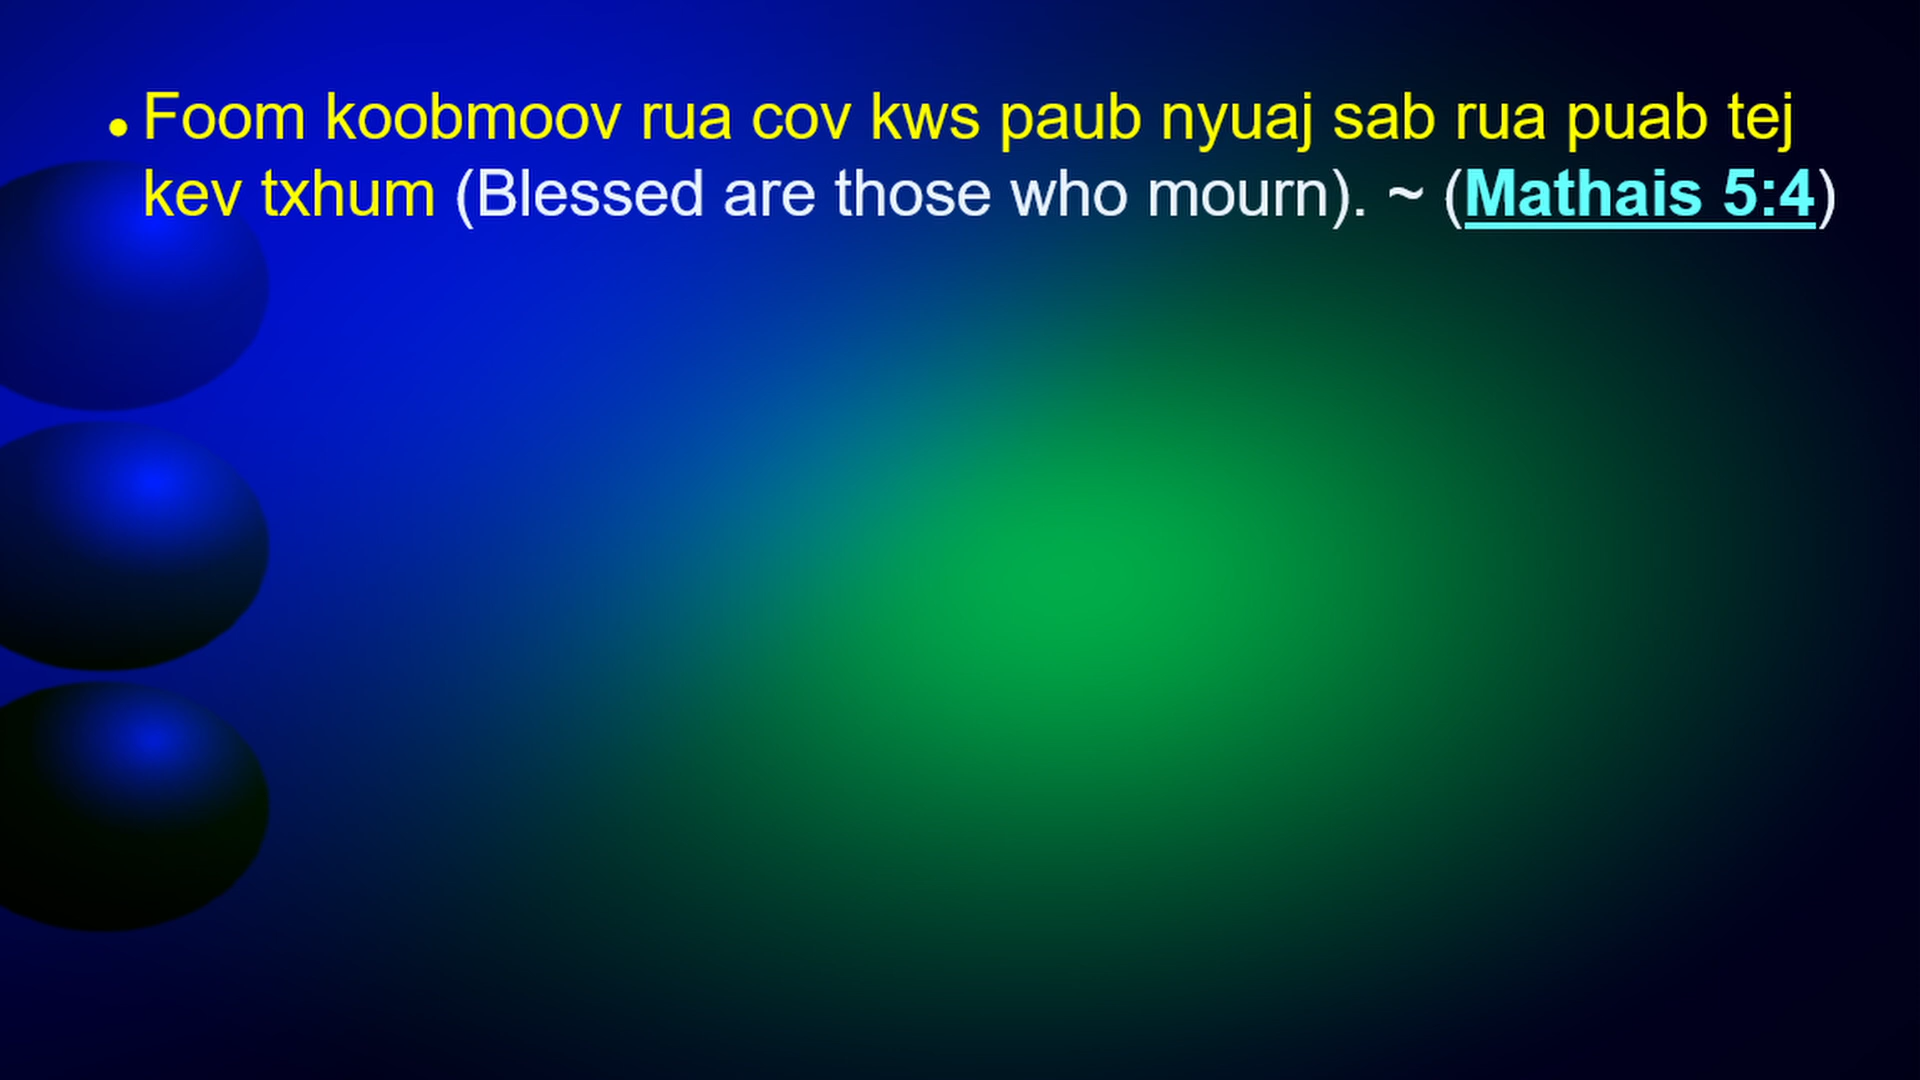 • Foom koobmoov rua cov kws paub nyuaj sab rua puab tej
kev txhum (Blessed are those who mourn). ~ (Mathais 5:4)